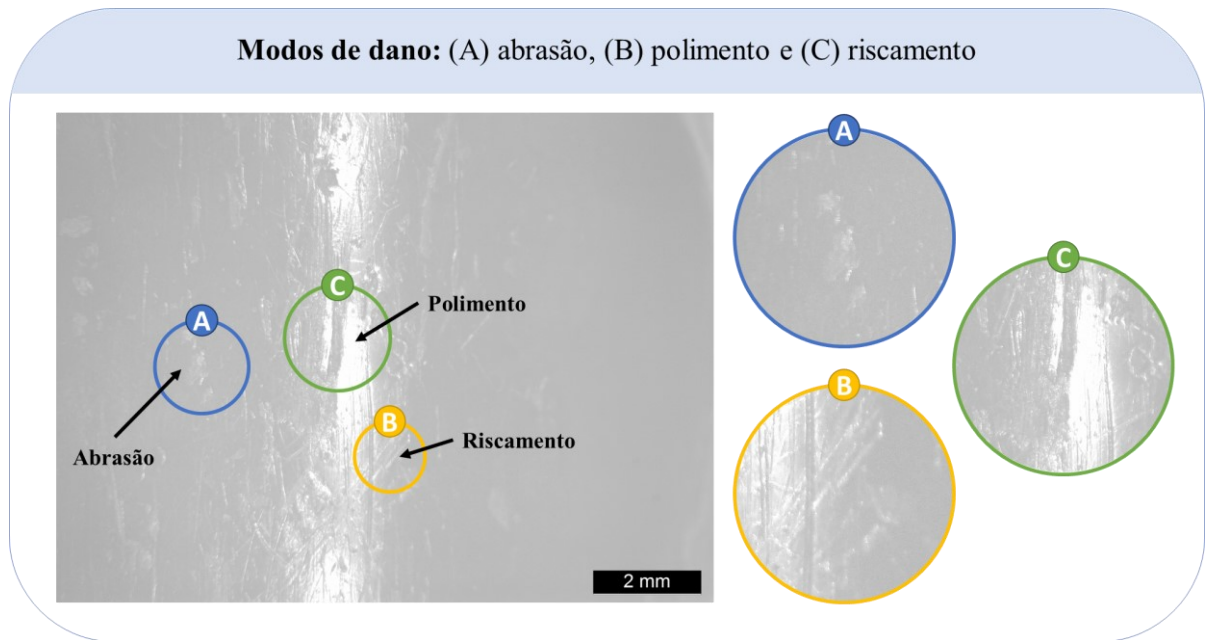 Modos de dano: (A) abrasão, (B) polimento e (C) riscamento
A
C
Polimento
A
C
B
Riscamento
B
Abrasão
2 mm